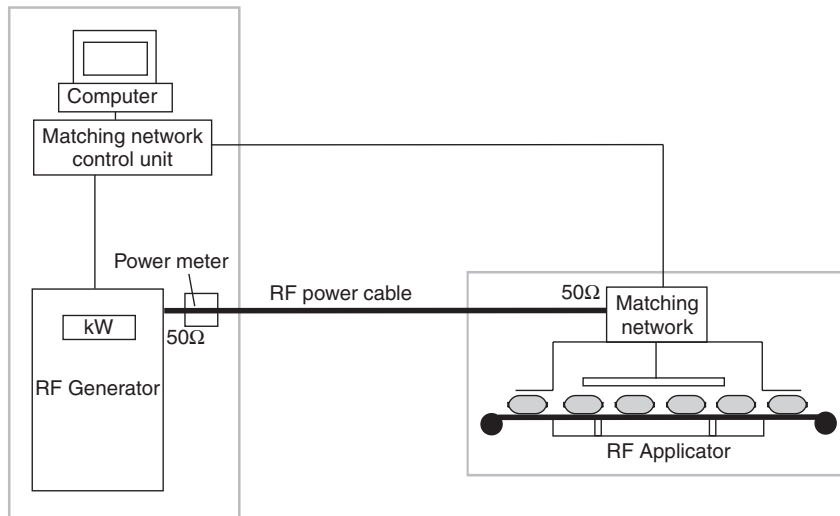 Computer
Matching network
control unit
Power meter
RF power cable
50Ω
50Ω
Matching
network
kW
RF Generator
RF Applicator